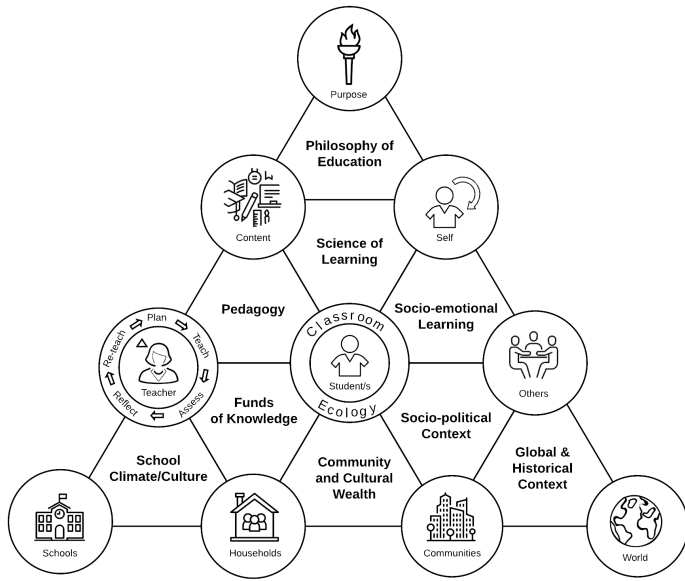 Purpose
Philosophy of
Education
Content
Self
Science of
Learning
Pedagogy
Socio-emotional
Learning
Plan
Teach
Assess
Reflect
Re-teach
Teacher
Classroom
Student/s
Ecology
Others
Funds
of Knowledge
Socio-political
Context
School
Climate/Culture
Community
and Cultural
Wealth
Global &
Historical
Context
Schools
Households
Communities
World